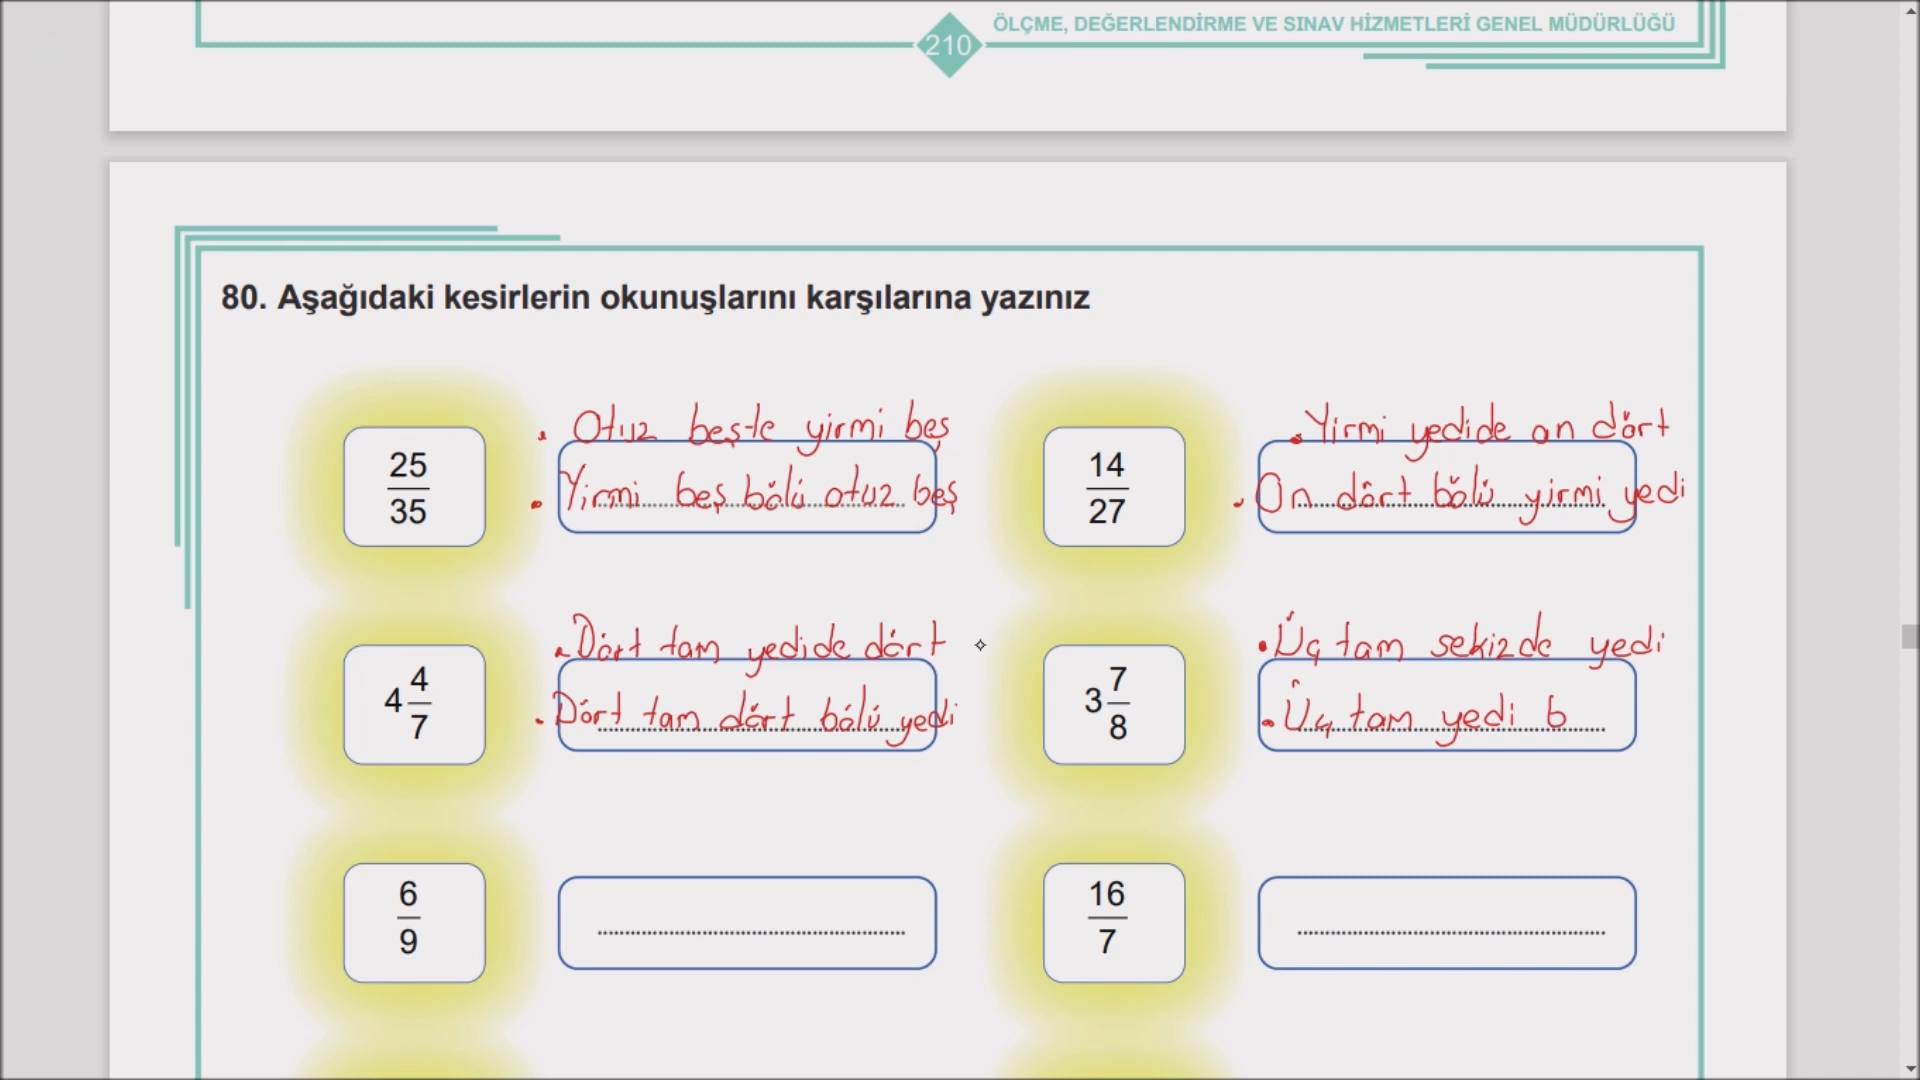 ÖLÇME, DEĞERLENDİRME VE SINAV HİZMETLERİ GENEL MÜDÜRLÜĞÜ
210
80. Aşağıdaki kesirlerin okunuşlarını karşılarına yazınız
25/35
• Otuz beşte yirmi beş
• Yirmi beş bölü otuz beş
14/27
• Yirmi yedide on dört
• On dört bölü yirmi yedi
4 4/7
• Dört tam yedide dört
• Dört tam dört bölü yedi
3 7/8
• Üç tam sekizde yedi
• Üç tam yedi b
6/9
16/7